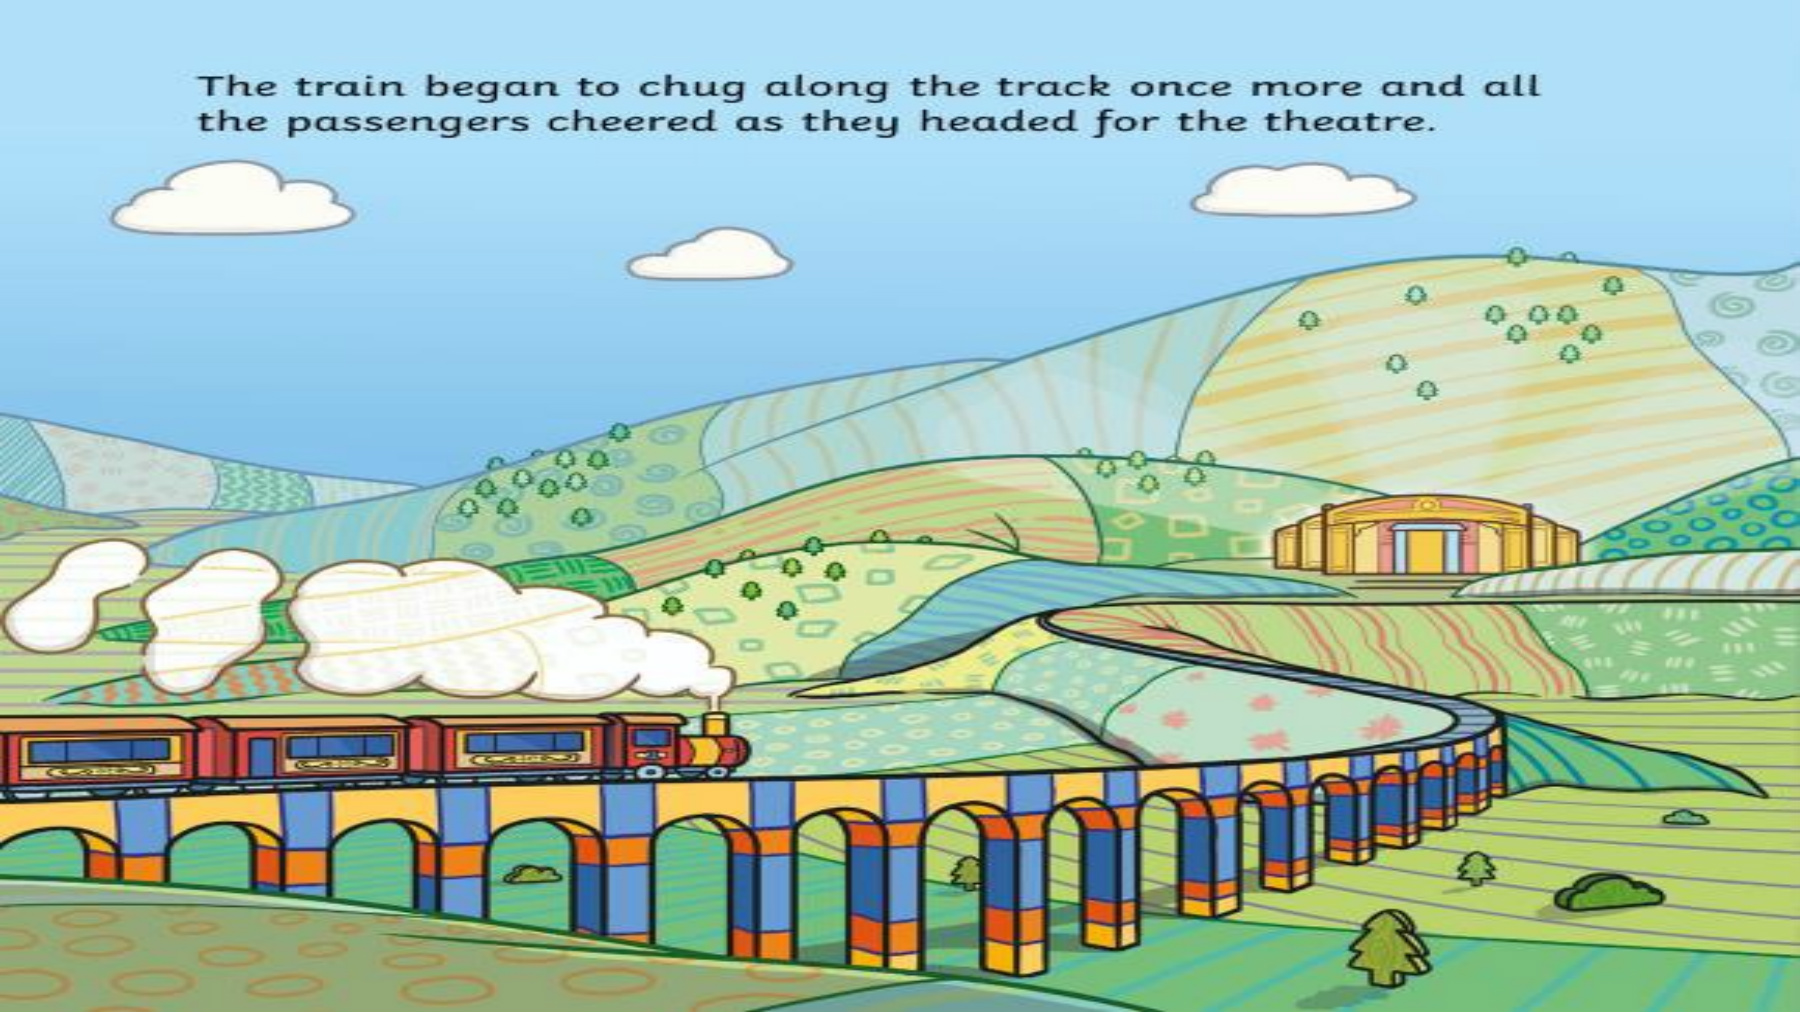 The train began to chug along the track once more and all
the passengers cheered as they headed for the theatre.